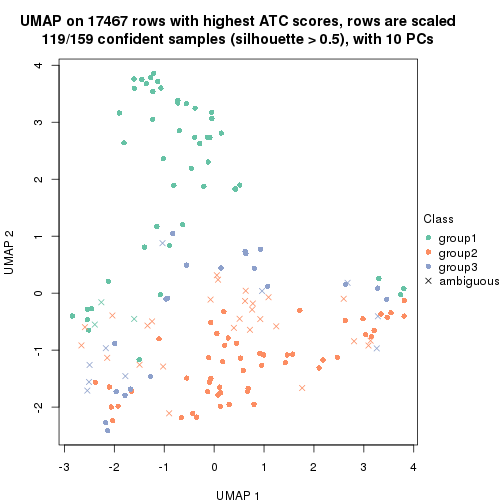 UMAP on 17467 rows with highest ATC scores, rows are scaled
119/159 confident samples (silhouette > 0.5), with 10 PCs
4
3
2
1
0
-1
-2
UMAP 2
-3
-2
-1
0
1
2
3
4
UMAP 1
Class
group1
group2
group3
ambiguous